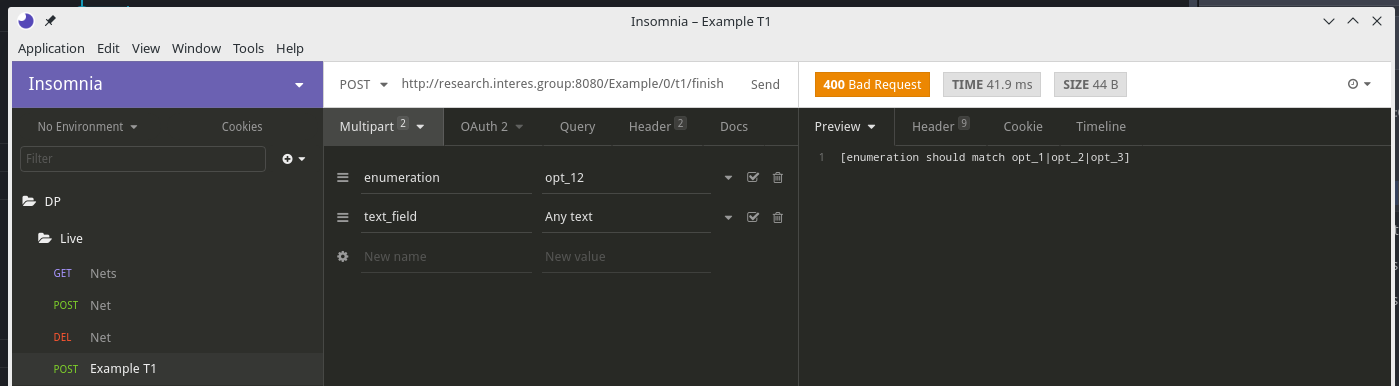 Insomnia – Example T1
Application Edit View Window Tools Help
Insomnia
POST http://research.interes.group:8080/Example/0/t1/finish Send
400 Bad Request TIME 41.9 ms SIZE 44 B
No Environment Cookies
Multipart 2 OAuth 2 Query Header 2 Docs
Preview Header 9 Cookie Timeline
Filter
1 [enumeration should match opt_1|opt_2|opt_3]
enumeration opt_12
text_field Any text
New name New value
DP
Live
GET Nets
POST Net
DEL Net
POST Example T1